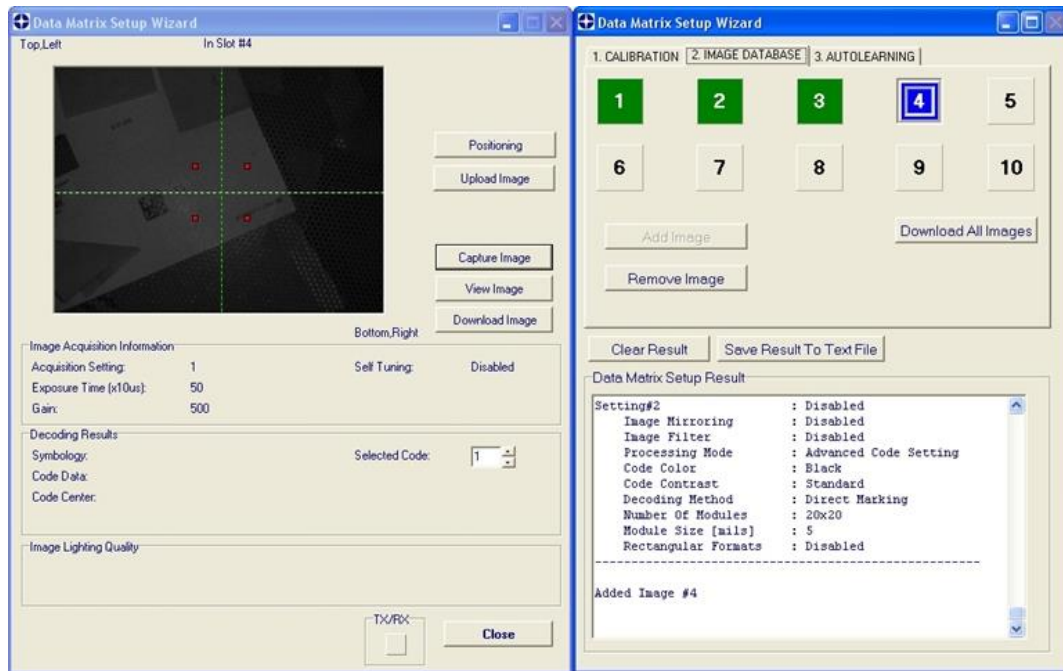 Data Matrix Setup Wizard
Top,Left In Slot #4
Positioning
Upload Image
Capture Image
View Image
Download Image
Bottom,Right
Image Acquisition Information
Acquisition Setting: 1 Self Tuning: Disabled
Exposure Time (x10us): 50
Gain: 500
Decoding Results
Symbology: Selected Code: 1
Code Data:
Code Center:
Image Lighting Quality
TX/RX
Close
Data Matrix Setup Wizard
1. CALIBRATION 2. IMAGE DATABASE 3. AUTOLEARNING
1 2 3 4 5
6 7 8 9 10
Add Image Download All Images
Remove Image
Clear Result Save Result To Text File
Data Matrix Setup Result
Setting#2 : Disabled
Image Mirroring : Disabled
Image Filter : Disabled
Processing Mode : Advanced Code Setting
Code Color : Black
Code Contrast : Standard
Decoding Method : Direct Marking
Number Of Modules : 20x20
Module Size [mils] : 5
Rectangular Formats : Disabled
------------------------------------------------------
Added Image #4